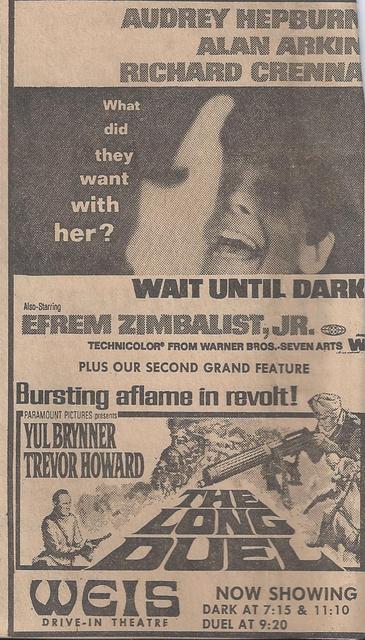 AUDREY HEPBURN
ALAN ARKIN
RICHARD CRENNA
What
did
they
want
with
her?
WAIT UNTIL DARK
Also-Starring
EFREM ZIMBALIST, JR.
TECHNICOLOR® FROM WARNER BROS.-SEVEN ARTS W
PLUS OUR SECOND GRAND FEATURE
Bursting aflame in revolt!
PARAMOUNT PICTURES presents
YUL BRYNNER
TREVOR HOWARD
THE
LONG
DUEL
WEIS
DRIVE-IN THEATRE
NOW SHOWING
DARK AT 7:15 & 11:10
DUEL AT 9:20